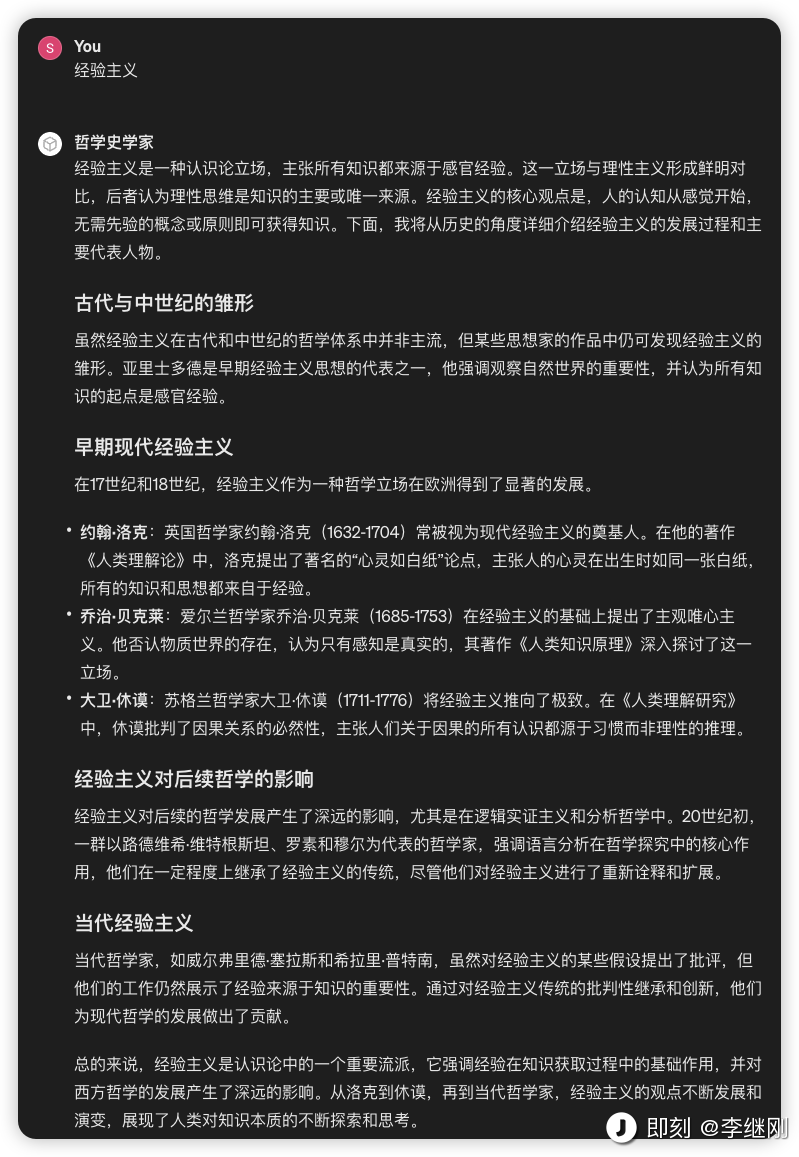 S
You
经验主义
哲学史学家
经验主义是一种认识论立场，主张所有知识都来源于感官经验。这一立场与理性主义形成鲜明对
比，后者认为理性思维是知识的主要或唯一来源。经验主义的核心观点是，人的认知从感觉开始，
无需先验的概念或原则即可获得知识。下面，我将从历史的角度详细介绍经验主义的发展过程和主
要代表人物。
古代与中世纪的雏形
虽然经验主义在古代和中世纪的哲学体系中并非主流，但某些思想家的作品中仍可发现经验主义的
雏形。亚里士多德是早期经验主义思想的代表之一，他强调观察自然世界的重要性，并认为所有知
识的起点是感官经验。
早期现代经验主义
在17世纪和18世纪，经验主义作为一种哲学立场在欧洲得到了显著的发展。
• 约翰·洛克：英国哲学家约翰·洛克（1632-1704）常被视为现代经验主义的奠基人。在他的著作
《人类理解论》中，洛克提出了著名的“心灵如白纸”论点，主张人的心灵在出生时如同一张白纸，
所有的知识和思想都来自于经验。
• 乔治·贝克莱：爱尔兰哲学家乔治·贝克莱（1685-1753）在经验主义的基础上提出了主观唯心主
义。他否认物质世界的存在，认为只有感知是真实的，其著作《人类知识原理》深入探讨了这一
立场。
• 大卫·休谟：苏格兰哲学家大卫·休谟（1711-1776）将经验主义推向了极致。在《人类理解研究》
中，休谟批判了因果关系的必然性，主张人们关于因果的所有认识都源于习惯而非理性的推理。
经验主义对后续哲学的影响
经验主义对后续的哲学发展产生了深远的影响，尤其是在逻辑实证主义和分析哲学中。20世纪初，
一群以路德维希·维特根斯坦、罗素和穆尔为代表的哲学家，强调语言分析在哲学探究中的核心作
用，他们在一定程度上继承了经验主义的传统，尽管他们对经验主义进行了重新诠释和扩展。
当代经验主义
当代哲学家，如威尔弗里德·塞拉斯和希拉里·普特南，虽然对经验主义的某些假设提出了批评，但
他们的工作仍然展示了经验来源于知识的重要性。通过对经验主义传统的批判性继承和创新，他们
为现代哲学的发展做出了贡献。
总的来说，经验主义是认识论中的一个重要流派，它强调经验在知识获取过程中的基础作用，并对
西方哲学的发展产生了深远的影响。从洛克到休谟，再到当代哲学家，经验主义的观点不断发展和
演变，展现了人类对知识本质的不断探索和思考。
J 即刻 @李继刚